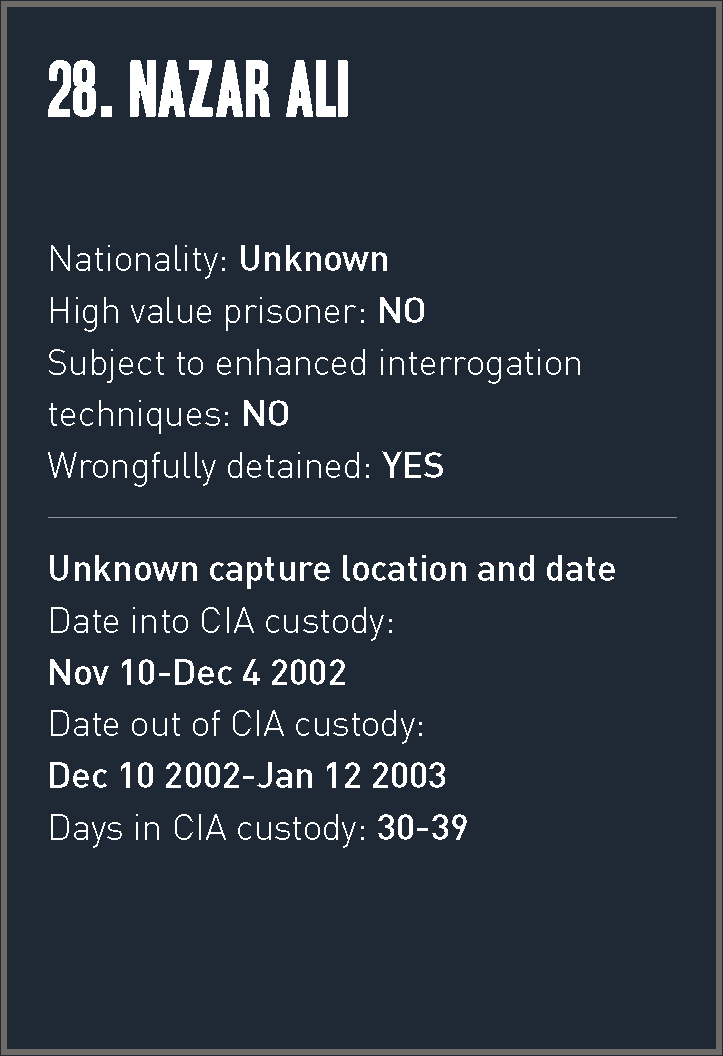 28. NAZAR ALI
Nationality: Unknown
High value prisoner: NO
Subject to enhanced interrogation
techniques: NO
Wrongfully detained: YES
Unknown capture location and date
Date into CIA custody:
Nov 10-Dec 4 2002
Date out of CIA custody:
Dec 10 2002-Jan 12 2003
Days in CIA custody: 30-39